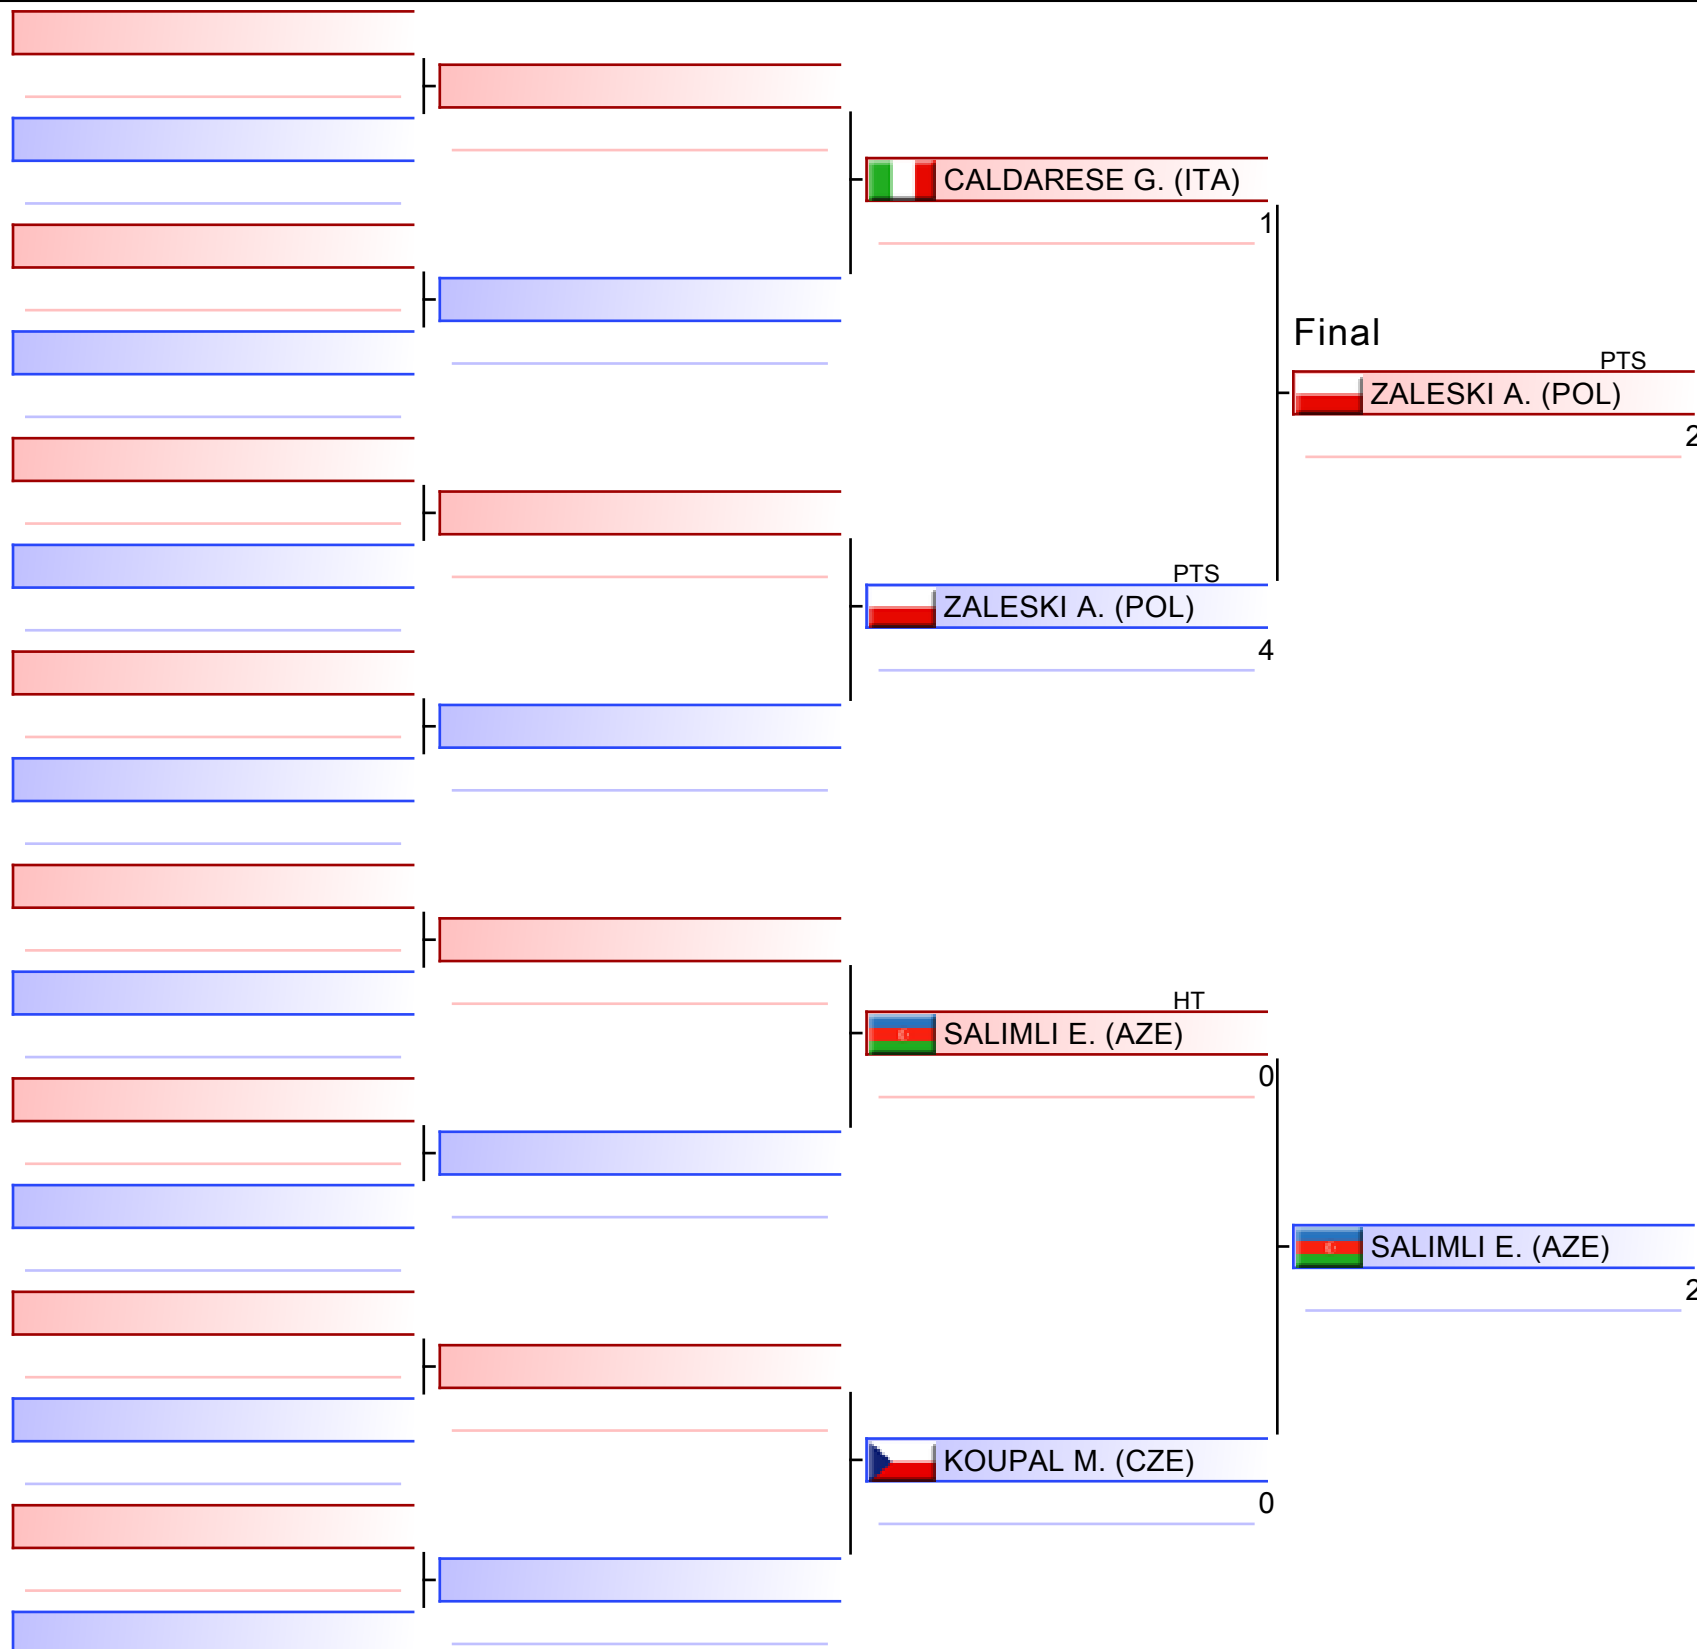 CALDARESE G. (ITA)
1
Final
PTS
ZALESKI A. (POL)
2
PTS
ZALESKI A. (POL)
4
HT
SALIMLI E. (AZE)
0
SALIMLI E. (AZE)
2
KOUPAL M. (CZE)
0